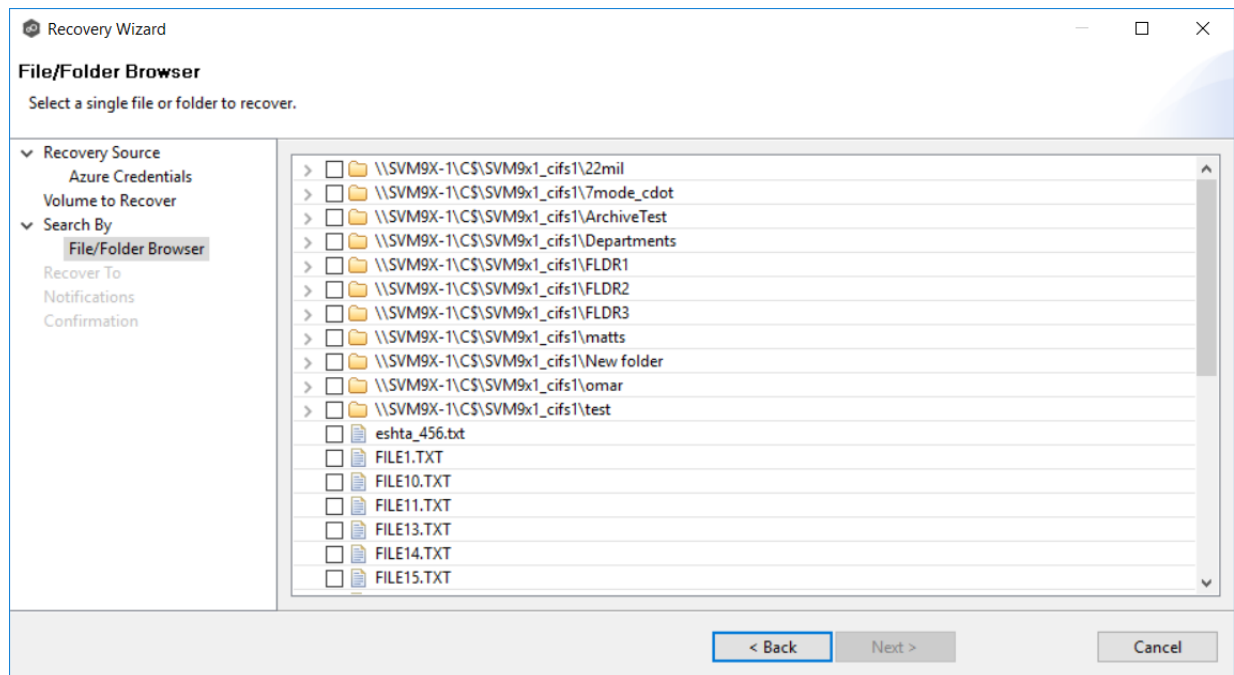 Recovery Wizard
File/Folder Browser
Select a single file or folder to recover.
Recovery Source
Azure Credentials
Volume to Recover
Search By
File/Folder Browser
Recover To
Notifications
Confirmation
\\SVM9X-1\C$\SVM9x1_cifs1\22mil
\\SVM9X-1\C$\SVM9x1_cifs1\7mode_cdot
\\SVM9X-1\C$\SVM9x1_cifs1\ArchiveTest
\\SVM9X-1\C$\SVM9x1_cifs1\Departments
\\SVM9X-1\C$\SVM9x1_cifs1\FLDR1
\\SVM9X-1\C$\SVM9x1_cifs1\FLDR2
\\SVM9X-1\C$\SVM9x1_cifs1\FLDR3
\\SVM9X-1\C$\SVM9x1_cifs1\matts
\\SVM9X-1\C$\SVM9x1_cifs1\New folder
\\SVM9X-1\C$\SVM9x1_cifs1\omar
\\SVM9X-1\C$\SVM9x1_cifs1\test
eshta_456.txt
FILE1.TXT
FILE10.TXT
FILE11.TXT
FILE13.TXT
FILE14.TXT
FILE15.TXT
< Back Next > Cancel